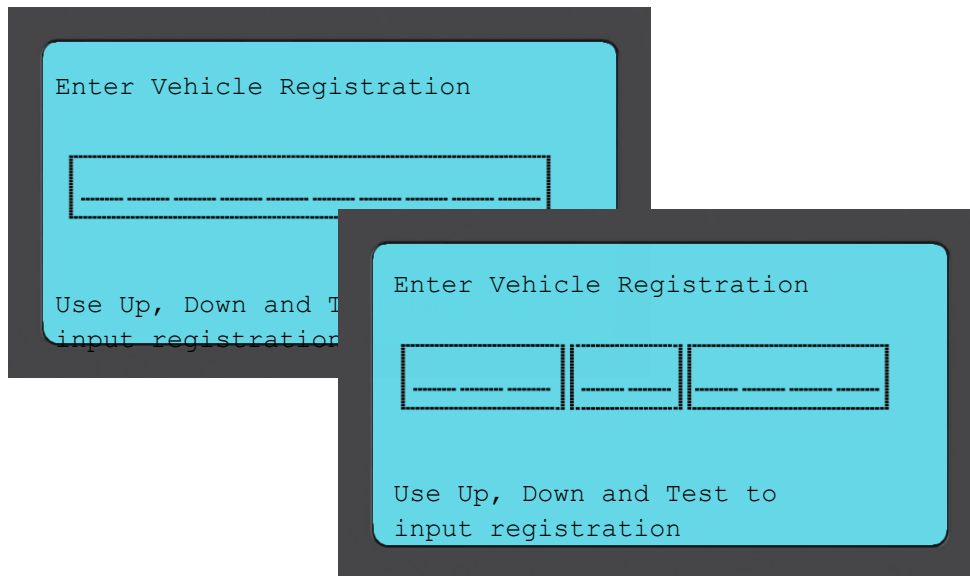 Enter Vehicle Registration
Use Up, Down and T
input registration
Enter Vehicle Registration
Use Up, Down and Test to
input registration